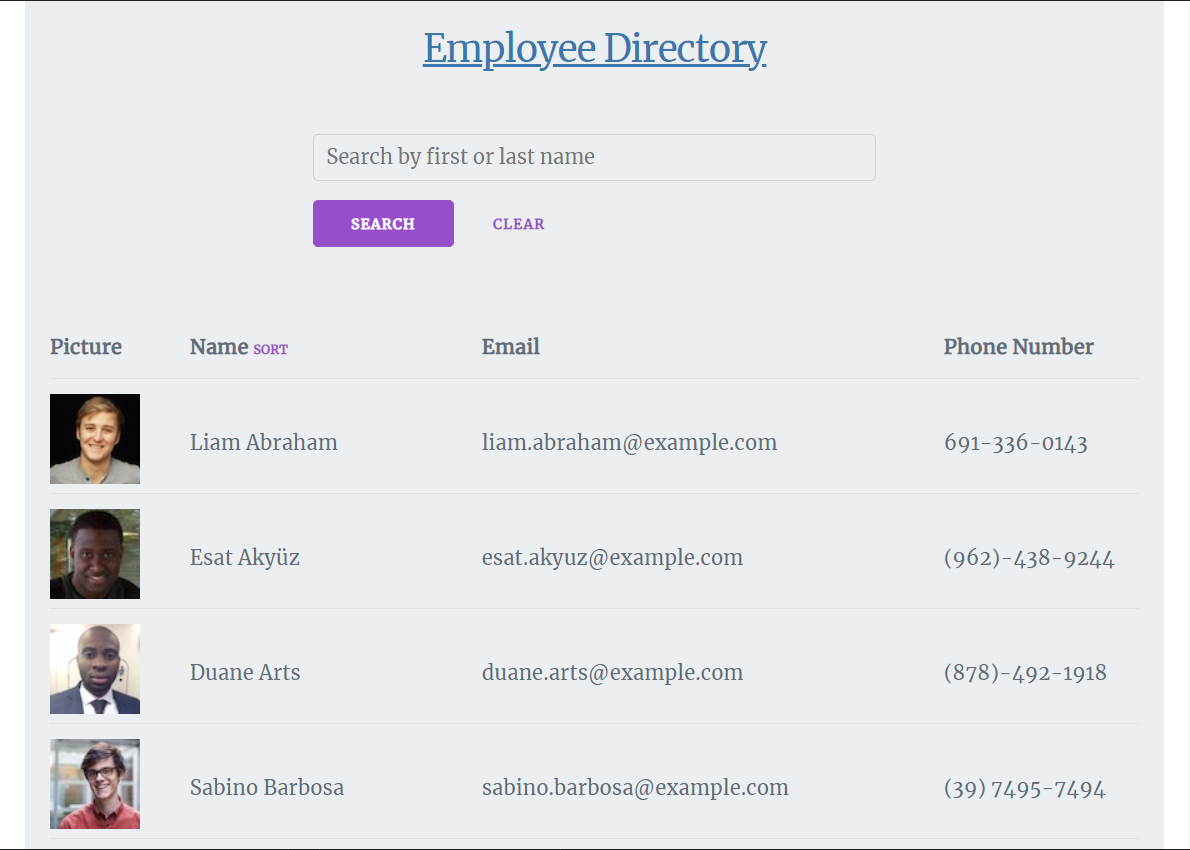 Employee Directory
Search by first or last name
SEARCH CLEAR
Picture Name SORT Email Phone Number
Liam Abraham liam.abraham@example.com 691-336-0143
Esat Akyüz esat.akyuz@example.com (962)-438-9244
Duane Arts duane.arts@example.com (878)-492-1918
Sabino Barbosa sabino.barbosa@example.com (39) 7495-7494